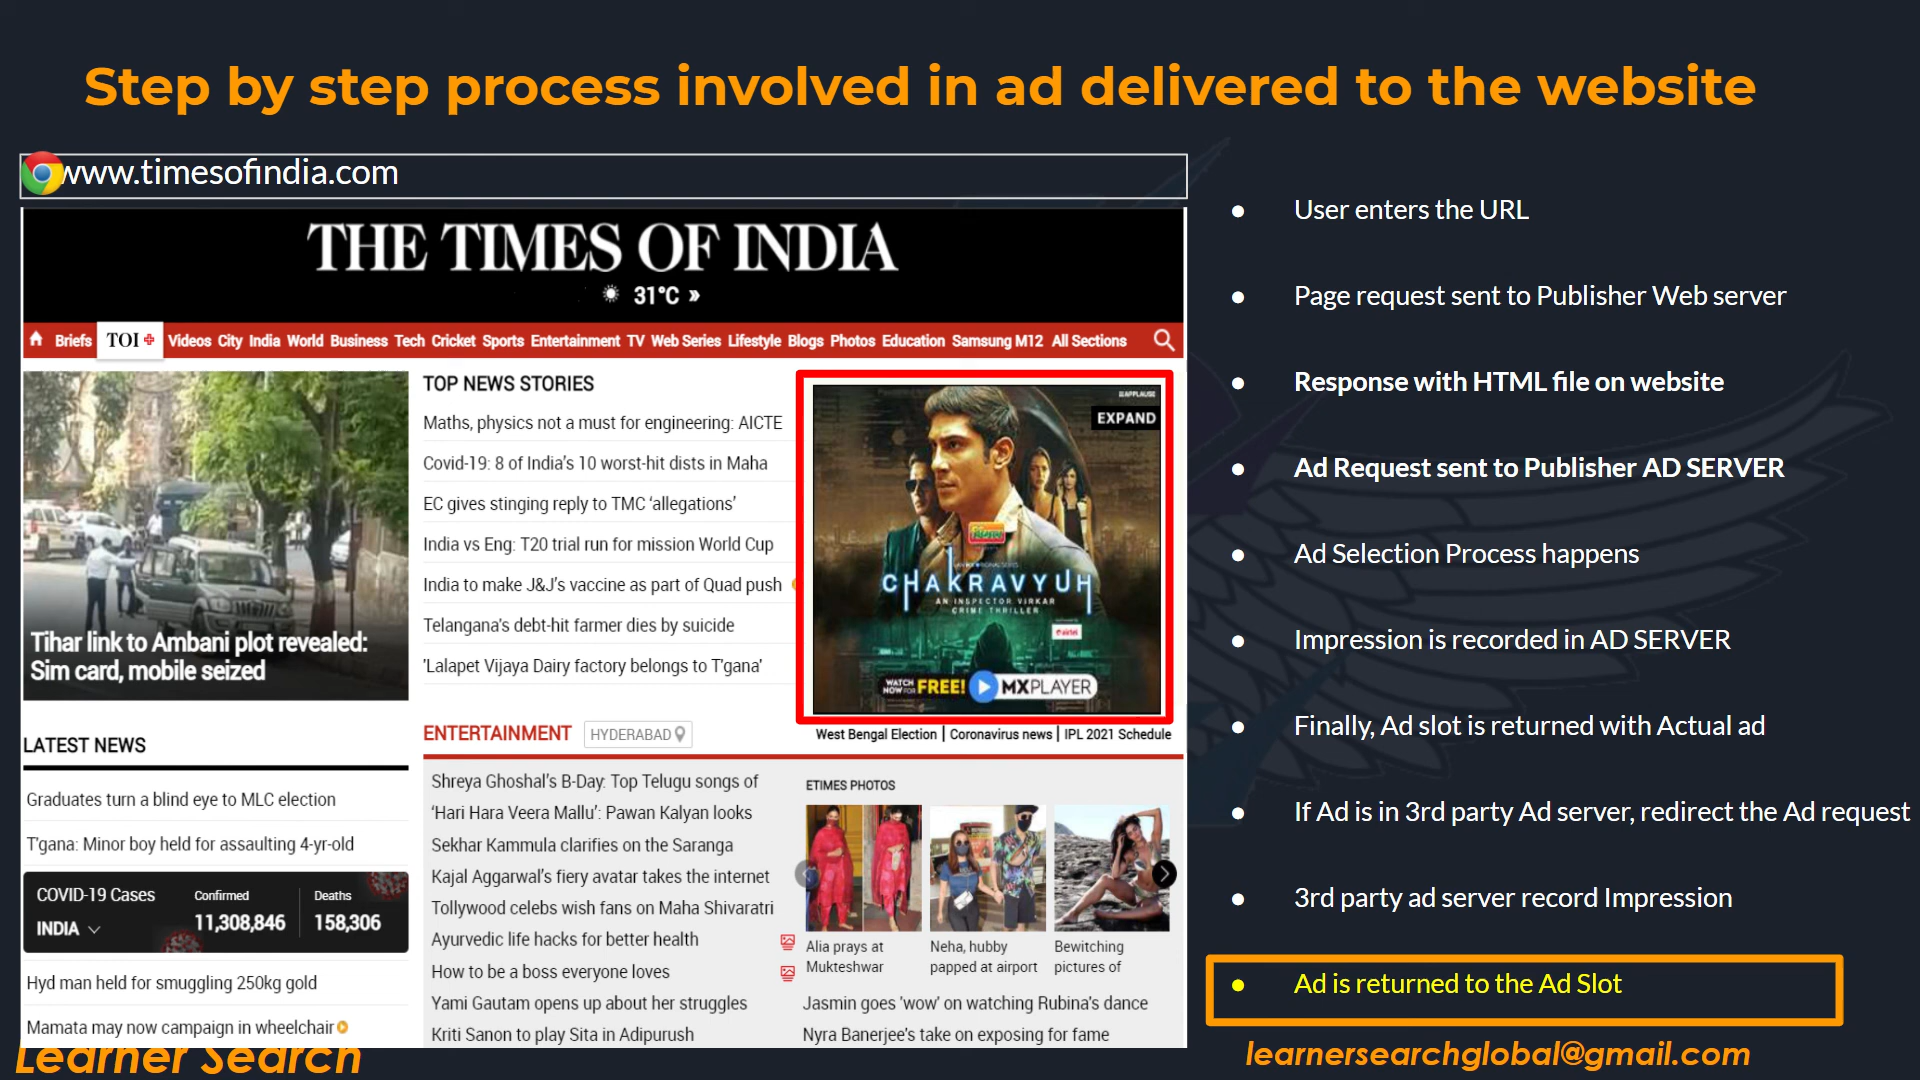 Step by step process involved in ad delivered to the website
www.timesofindia.com
THE TIMES OF INDIA
31°C »
Briefs TOI+ Videos City India World Business Tech Cricket Sports Entertainment TV Web Series Lifestyle Blogs Photos Education Samsung M12 All Sections
Tihar link to Ambani plot revealed:
Sim card, mobile seized
LATEST NEWS
Graduates turn a blind eye to MLC election
T'gana: Minor boy held for assaulting 4-yr-old
COVID-19 Cases
INDIA
Confirmed
11,308,846
Deaths
158,306
Hyd man held for smuggling 250kg gold
Mamata may now campaign in wheelchair
TOP NEWS STORIES
Maths, physics not a must for engineering: AICTE
Covid-19: 8 of India's 10 worst-hit dists in Maha
EC gives stinging reply to TMC ‘allegations’
India vs Eng: T20 trial run for mission World Cup
India to make J&J's vaccine as part of Quad push
Telangana's debt-hit farmer dies by suicide
'Lalapet Vijaya Dairy factory belongs to T'gana'
APPLAUSE
EXPAND
CHAKRAVYUH
AN INSPECTOR VIRKAR
CRIME THRILLER
airtel
WATCH NOW FOR FREE! MXPLAYER
West Bengal Election | Coronavirus news | IPL 2021 Schedule
ENTERTAINMENT
HYDERABAD
Shreya Ghoshal's B-Day: Top Telugu songs of
‘Hari Hara Veera Mallu’: Pawan Kalyan looks
Sekhar Kammula clarifies on the Saranga
Kajal Aggarwal's fiery avatar takes the internet
Tollywood celebs wish fans on Maha Shivaratri
Ayurvedic life hacks for better health
How to be a boss everyone loves
Yami Gautam opens up about her struggles
Kriti Sanon to play Sita in Adipurush
ETIMES PHOTOS
Alia prays at
Mukteshwar
Neha, hubby
papped at airport
Bewitching
pictures of
Jasmin goes 'wow' on watching Rubina's dance
Nyra Banerjee's take on exposing for fame
● User enters the URL
● Page request sent to Publisher Web server
● Response with HTML file on website
● Ad Request sent to Publisher AD SERVER
● Ad Selection Process happens
● Impression is recorded in AD SERVER
● Finally, Ad slot is returned with Actual ad
● If Ad is in 3rd party Ad server, redirect the Ad request
● 3rd party ad server record Impression
● Ad is returned to the Ad Slot
Learner Search
learnersearchglobal@gmail.com